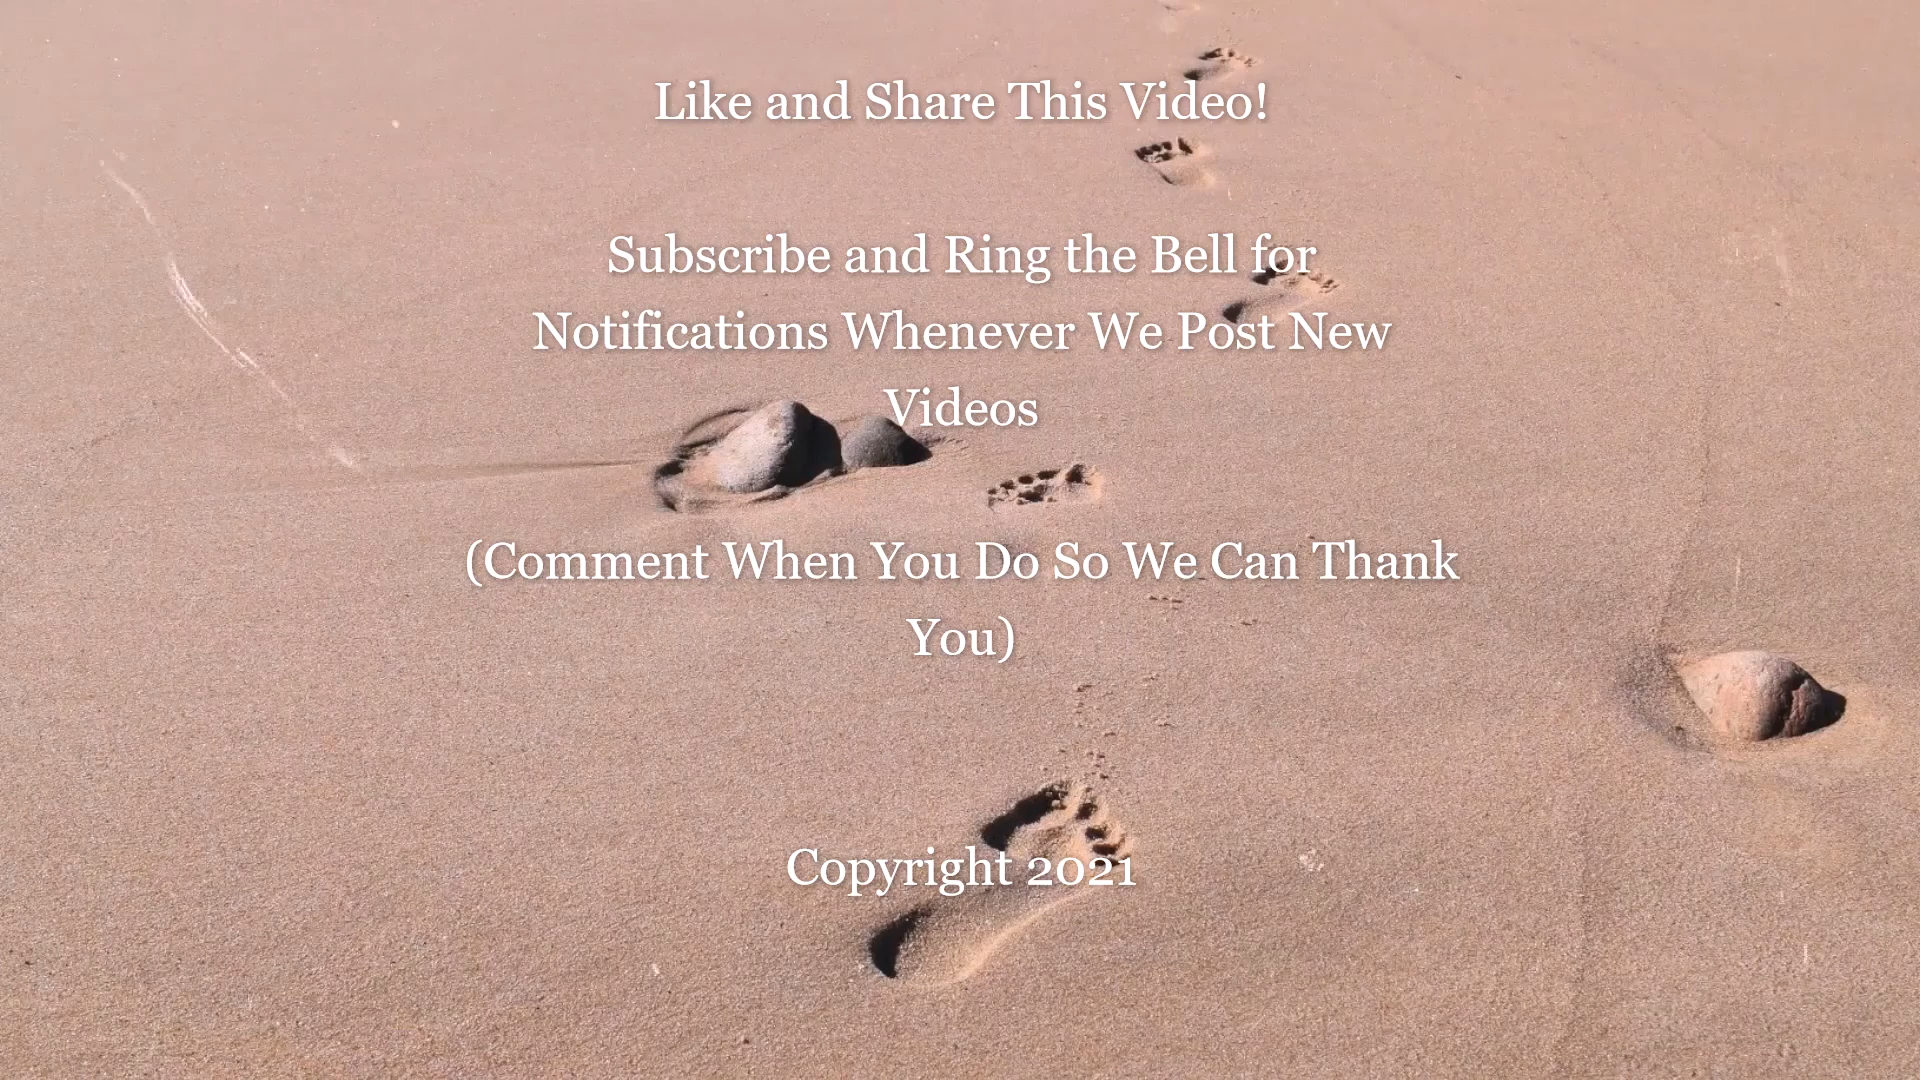 Like and Share This Video!
Subscribe and Ring the Bell for
Notifications Whenever We Post New
Videos
(Comment When You Do So We Can Thank
You)
Copyright 2021